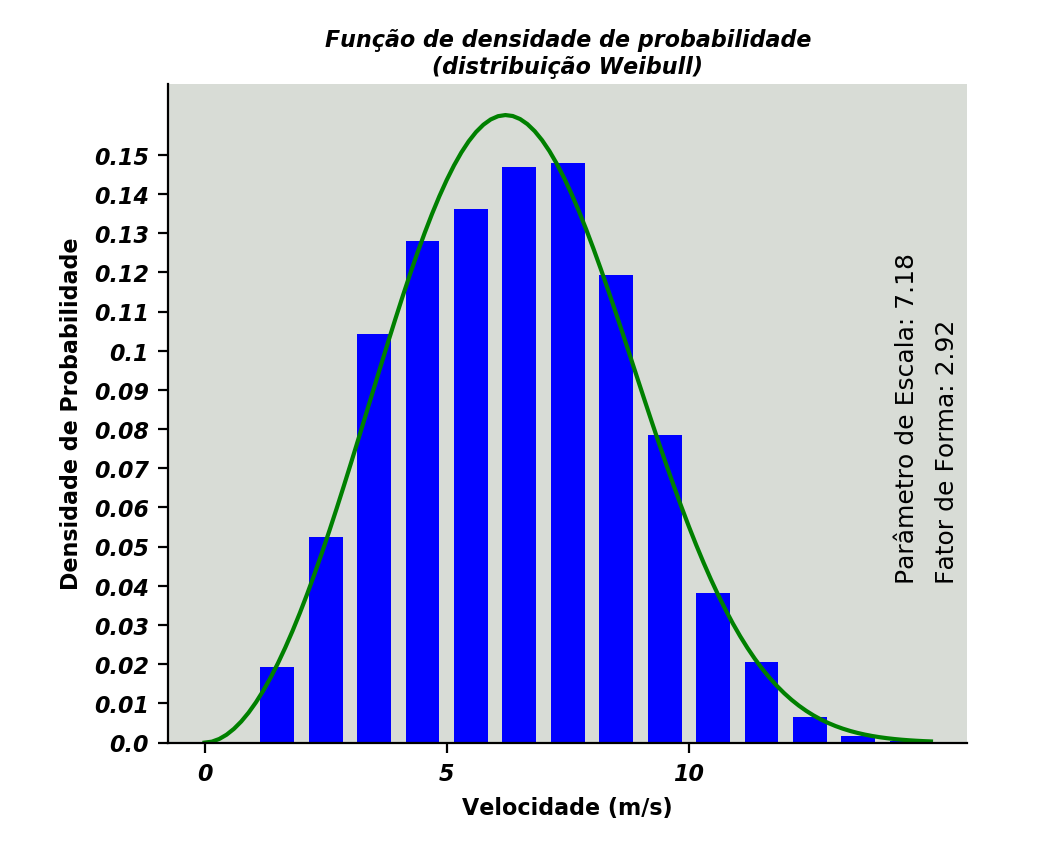 Função de densidade de probabilidade
(distribuição Weibull)
Densidade de Probabilidade
0.15
0.14
0.13
0.12
0.11
0.1
0.09
0.08
0.07
0.06
0.05
0.04
0.03
0.02
0.01
0.0
0 5 10
Velocidade (m/s)
Parâmetro de Escala: 7.18
Fator de Forma: 2.92